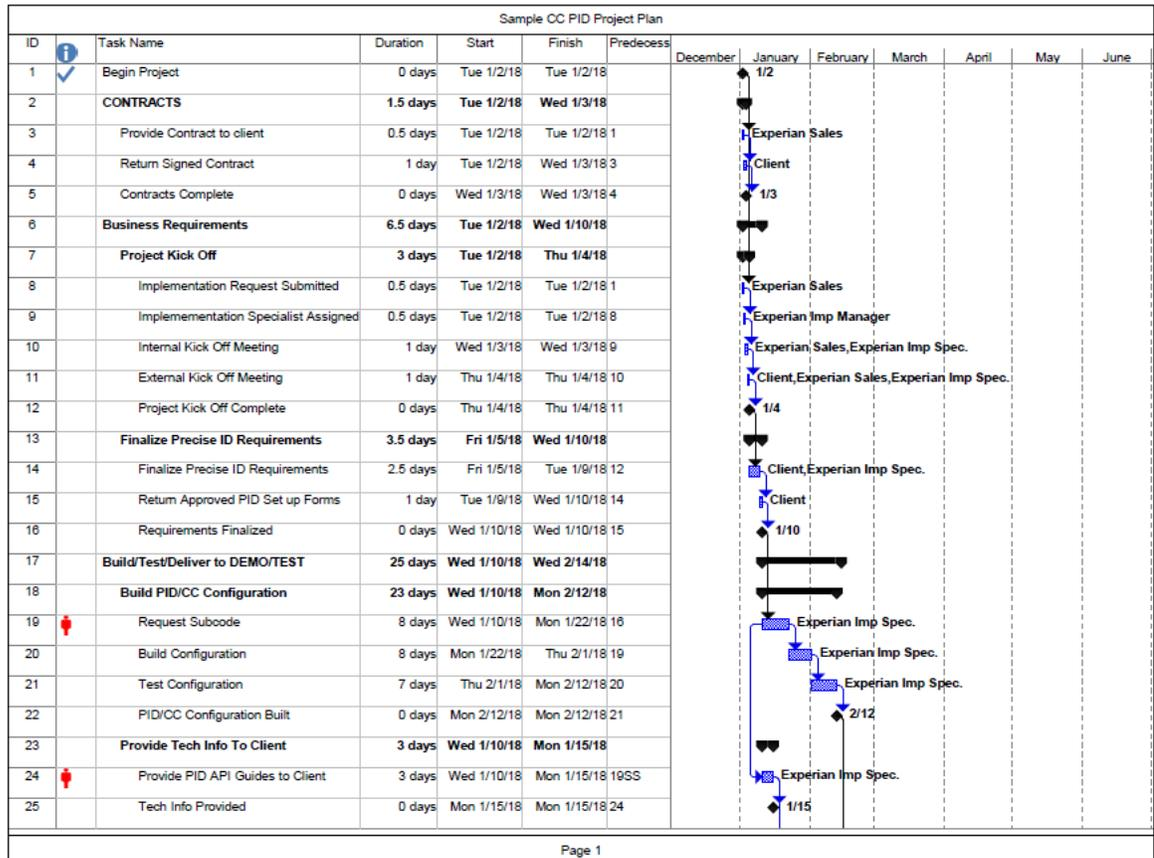 Sample CC PID Project Plan
ID Task Name Duration Start Finish Predecess
December January February March April May June
1 Begin Project 0 days Tue 1/2/18 Tue 1/2/18 1/2
2 CONTRACTS 1.5 days Tue 1/2/18 Wed 1/3/18
3 Provide Contract to client 0.5 days Tue 1/2/18 Tue 1/2/18 1 Experian Sales
4 Return Signed Contract 1 day Tue 1/2/18 Wed 1/3/18 3 Client
5 Contracts Complete 0 days Wed 1/3/18 Wed 1/3/18 4 1/3
6 Business Requirements 6.5 days Tue 1/2/18 Wed 1/10/18
7 Project Kick Off 3 days Tue 1/2/18 Thu 1/4/18
8 Implementation Request Submitted 0.5 days Tue 1/2/18 Tue 1/2/18 1 Experian Sales
9 Implemementation Specialist Assigned 0.5 days Tue 1/2/18 Tue 1/2/18 8 Experian Imp Manager
10 Internal Kick Off Meeting 1 day Wed 1/3/18 Wed 1/3/18 9 Experian Sales,Experian Imp Spec.
11 External Kick Off Meeting 1 day Thu 1/4/18 Thu 1/4/18 10 Client,Experian Sales,Experian Imp Spec.
12 Project Kick Off Complete 0 days Thu 1/4/18 Thu 1/4/18 11 1/4
13 Finalize Precise ID Requirements 3.5 days Fri 1/5/18 Wed 1/10/18
14 Finalize Precise ID Requirements 2.5 days Fri 1/5/18 Tue 1/9/18 12 Client,Experian Imp Spec.
15 Return Approved PID Set up Forms 1 day Tue 1/9/18 Wed 1/10/18 14 Client
16 Requirements Finalized 0 days Wed 1/10/18 Wed 1/10/18 15 1/10
17 Build/Test/Deliver to DEMO/TEST 25 days Wed 1/10/18 Wed 2/14/18
18 Build PID/CC Configuration 23 days Wed 1/10/18 Mon 2/12/18
19 Request Subcode 8 days Wed 1/10/18 Mon 1/22/18 16 Experian Imp Spec.
20 Build Configuration 8 days Mon 1/22/18 Thu 2/1/18 19 Experian Imp Spec.
21 Test Configuration 7 days Thu 2/1/18 Mon 2/12/18 20 Experian Imp Spec.
22 PID/CC Configuration Built 0 days Mon 2/12/18 Mon 2/12/18 21 2/12
23 Provide Tech Info To Client 3 days Wed 1/10/18 Mon 1/15/18
24 Provide PID API Guides to Client 3 days Wed 1/10/18 Mon 1/15/18 19SS Experian Imp Spec.
25 Tech Info Provided 0 days Mon 1/15/18 Mon 1/15/18 24 1/15
Page 1